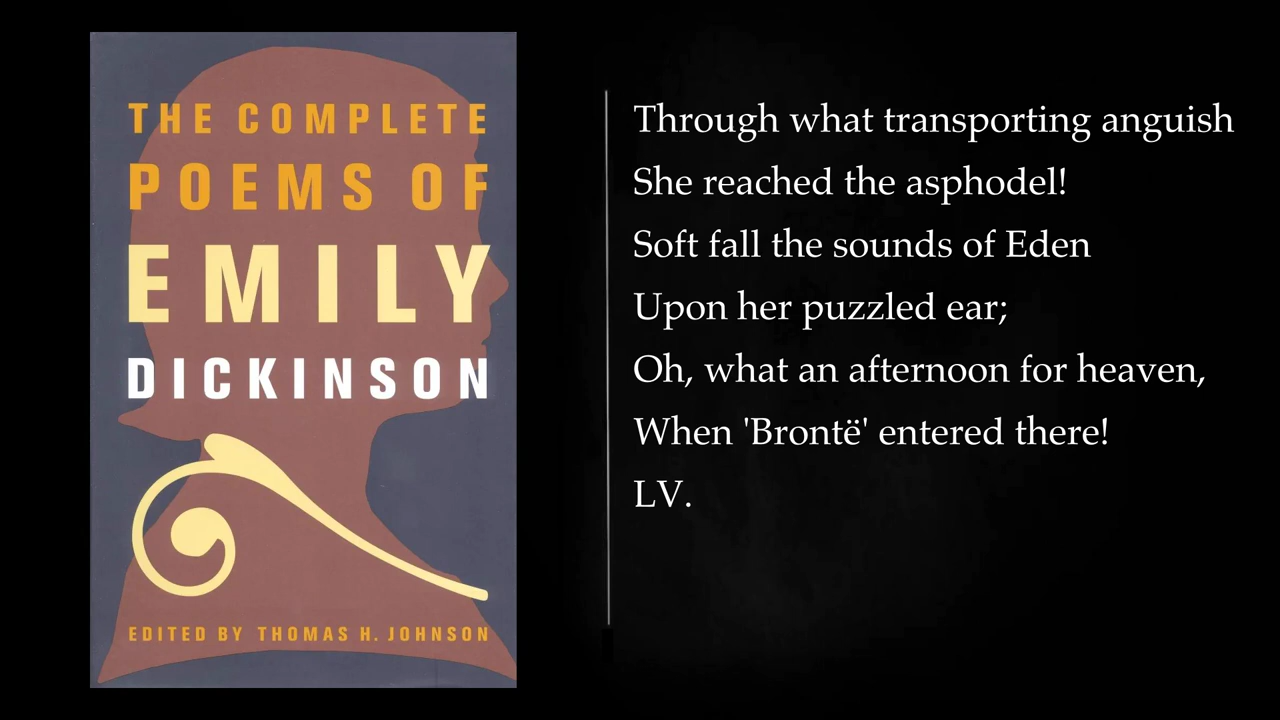 THE COMPLETE
POEMS OF
EMILY
DICKINSON
EDITED BY THOMAS H. JOHNSON
Through what transporting anguish
She reached the asphodel!
Soft fall the sounds of Eden
Upon her puzzled ear;
Oh, what an afternoon for heaven,
When 'Brontë' entered there!
LV.